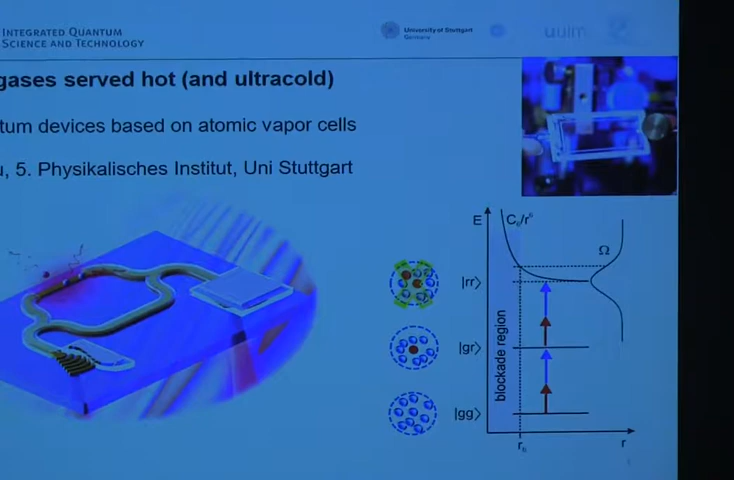 INTEGRATED QUANTUM
SCIENCE AND TECHNOLOGY
University of Stuttgart
Germany
uulm
gases served hot (and ultracold)
tum devices based on atomic vapor cells
u, 5. Physikalisches Institut, Uni Stuttgart
E
C₆/r⁶
Ω
|rr⟩
|gr⟩
|gg⟩
blockade region
r